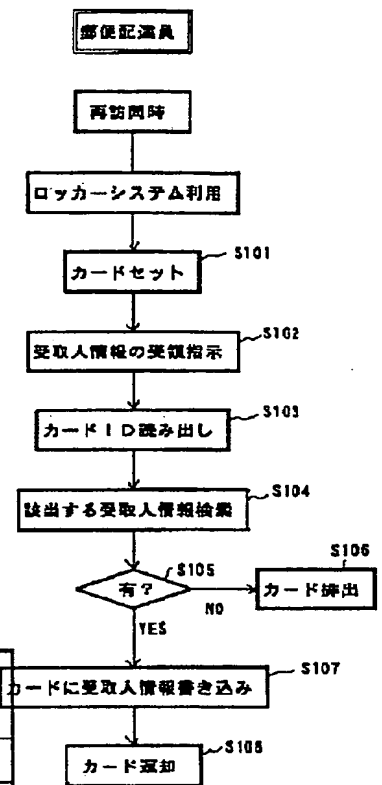 郵便配達員
再訪問時
ロッカーシステム利用
カードセット
S101
受取人情報の受領指示
S102
カードID読み出し
S103
該当する受取人情報検索
S104
有?
S105
NO
カード排出
S106
YES
カードに受取人情報書き込み
S107
カード返却
S108